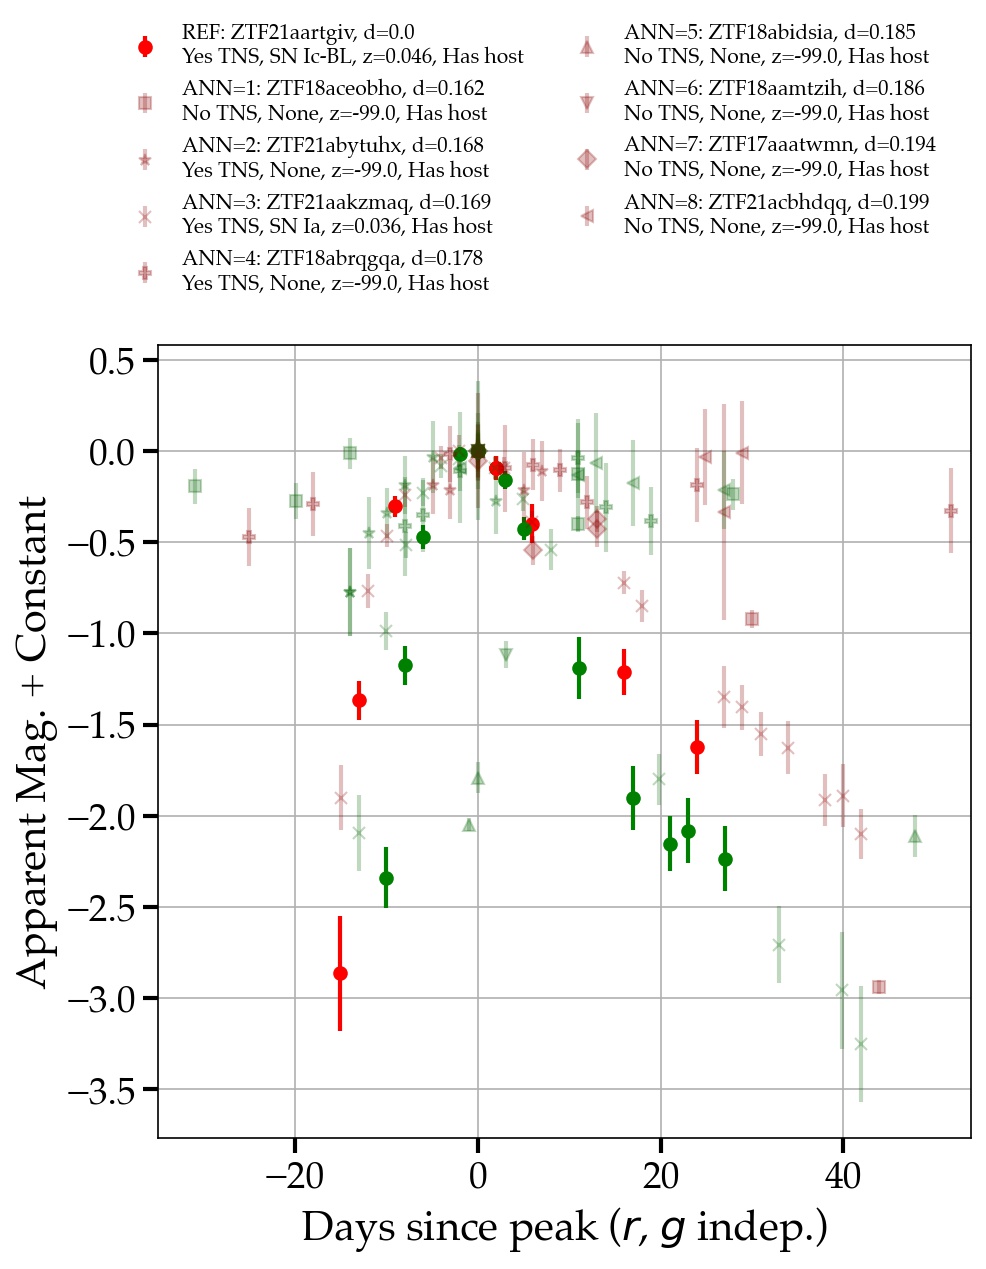 REF: ZTF21aartgiv, d=0.0
Yes TNS, SN Ic-BL, z=0.046, Has host
ANN=1: ZTF18aceobho, d=0.162
No TNS, None, z=-99.0, Has host
ANN=2: ZTF21abytuhx, d=0.168
Yes TNS, None, z=-99.0, Has host
ANN=3: ZTF21aakzmaq, d=0.169
Yes TNS, SN Ia, z=0.036, Has host
ANN=4: ZTF18abrqgqa, d=0.178
Yes TNS, None, z=-99.0, Has host
ANN=5: ZTF18abidsia, d=0.185
No TNS, None, z=-99.0, Has host
ANN=6: ZTF18aamtzih, d=0.186
No TNS, None, z=-99.0, Has host
ANN=7: ZTF17aaatwmn, d=0.194
No TNS, None, z=-99.0, Has host
ANN=8: ZTF21acbhdqq, d=0.199
No TNS, None, z=-99.0, Has host
0.5
0.0
−0.5
−1.0
−1.5
−2.0
−2.5
−3.0
−3.5
Apparent Mag. + Constant
−20
0
20
40
Days since peak (r, g indep.)